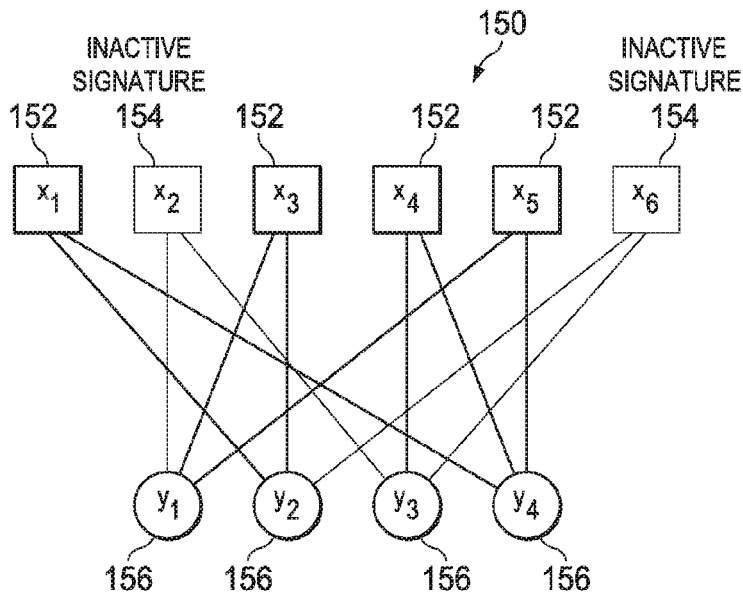 150
INACTIVE
SIGNATURE
INACTIVE
SIGNATURE
152 154 152 152 152 154
x1 x2 x3 x4 x5 x6
y1 y2 y3 y4
156 156 156 156